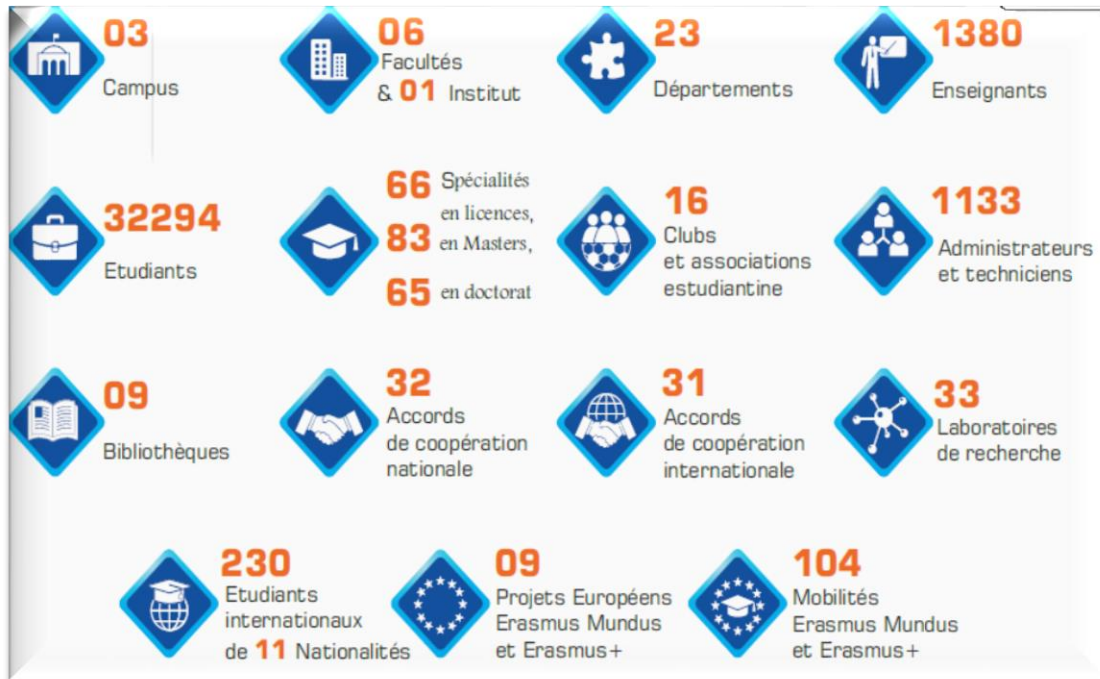 03
Campus
06
Facultés
& 01 Institut
23
Départements
1380
Enseignants
32294
Etudiants
66 Spécialités
en licences,
83 en Masters,
65 en doctorat
16
Clubs
et associations
estudiantine
1133
Administrateurs
et techniciens
09
Bibliothèques
32
Accords
de coopération
nationale
31
Accords
de coopération
internationale
33
Laboratoires
de recherche
230
Etudiants
internationaux
de 11 Nationalités
09
Projets Européens
Erasmus Mundus
et Erasmus+
104
Mobilités
Erasmus Mundus
et Erasmus+